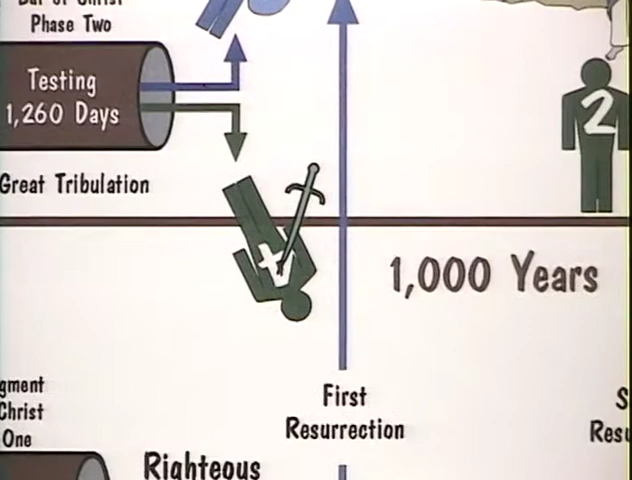 Phase Two
Testing
1,260 Days
Great Tribulation
2
1,000 Years
Christ
One
First
Resurrection
Righteous